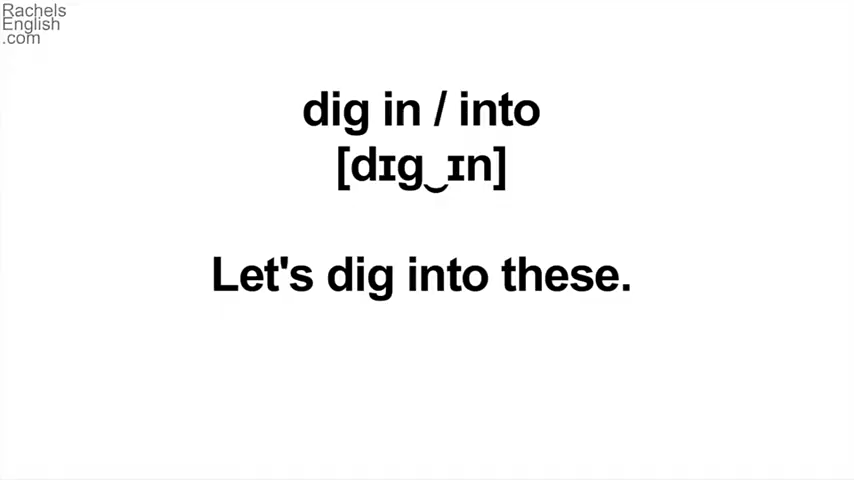 Rachels
English
.com
dig in / into
[dɪg‿ɪn]
Let's dig into these.